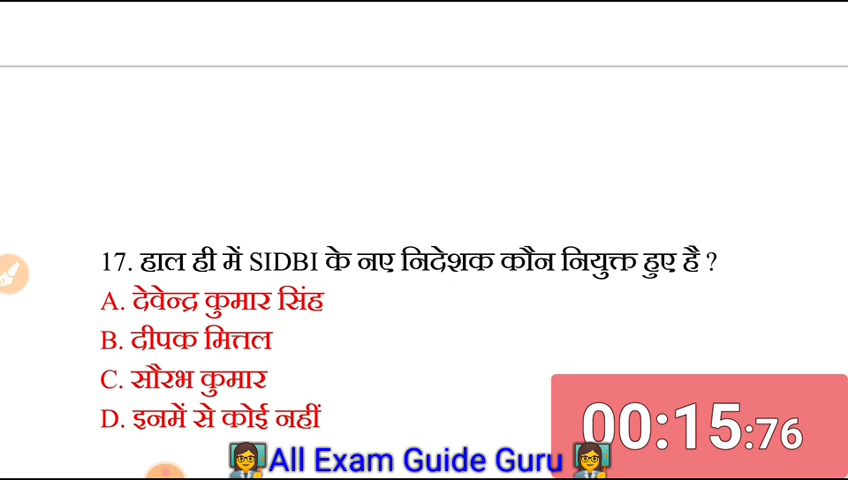 17. हाल ही में SIDBI के नए निदेशक कौन नियुक्त हुए है ?
A. देवेन्द्र कुमार सिंह
B. दीपक मित्तल
C. सौरभ कुमार
D. इनमें से कोई नहीं
00:15:76
All Exam Guide Guru